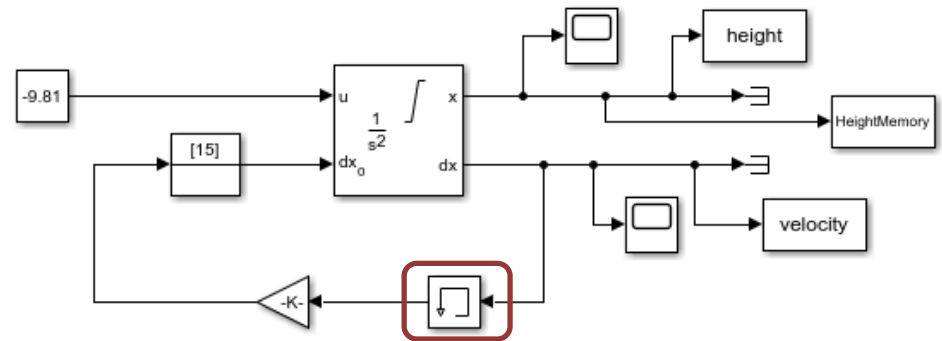 height
-9.81
u
x
1
s²
HeightMemory
[15]
dx₀
dx
velocity
-K-